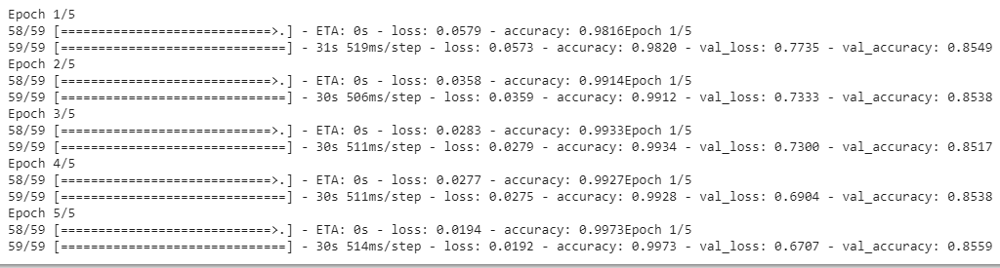 Epoch 1/5
58/59 [============================>.] - ETA: 0s - loss: 0.0579 - accuracy: 0.9816Epoch 1/5
59/59 [==============================] - 31s 519ms/step - loss: 0.0573 - accuracy: 0.9820 - val_loss: 0.7735 - val_accuracy: 0.8549
Epoch 2/5
58/59 [============================>.] - ETA: 0s - loss: 0.0358 - accuracy: 0.9914Epoch 1/5
59/59 [==============================] - 30s 506ms/step - loss: 0.0359 - accuracy: 0.9912 - val_loss: 0.7333 - val_accuracy: 0.8538
Epoch 3/5
58/59 [============================>.] - ETA: 0s - loss: 0.0283 - accuracy: 0.9933Epoch 1/5
59/59 [==============================] - 30s 511ms/step - loss: 0.0279 - accuracy: 0.9934 - val_loss: 0.7300 - val_accuracy: 0.8517
Epoch 4/5
58/59 [============================>.] - ETA: 0s - loss: 0.0277 - accuracy: 0.9927Epoch 1/5
59/59 [==============================] - 30s 511ms/step - loss: 0.0275 - accuracy: 0.9928 - val_loss: 0.6904 - val_accuracy: 0.8538
Epoch 5/5
58/59 [============================>.] - ETA: 0s - loss: 0.0194 - accuracy: 0.9973Epoch 1/5
59/59 [==============================] - 30s 514ms/step - loss: 0.0192 - accuracy: 0.9973 - val_loss: 0.6707 - val_accuracy: 0.8559